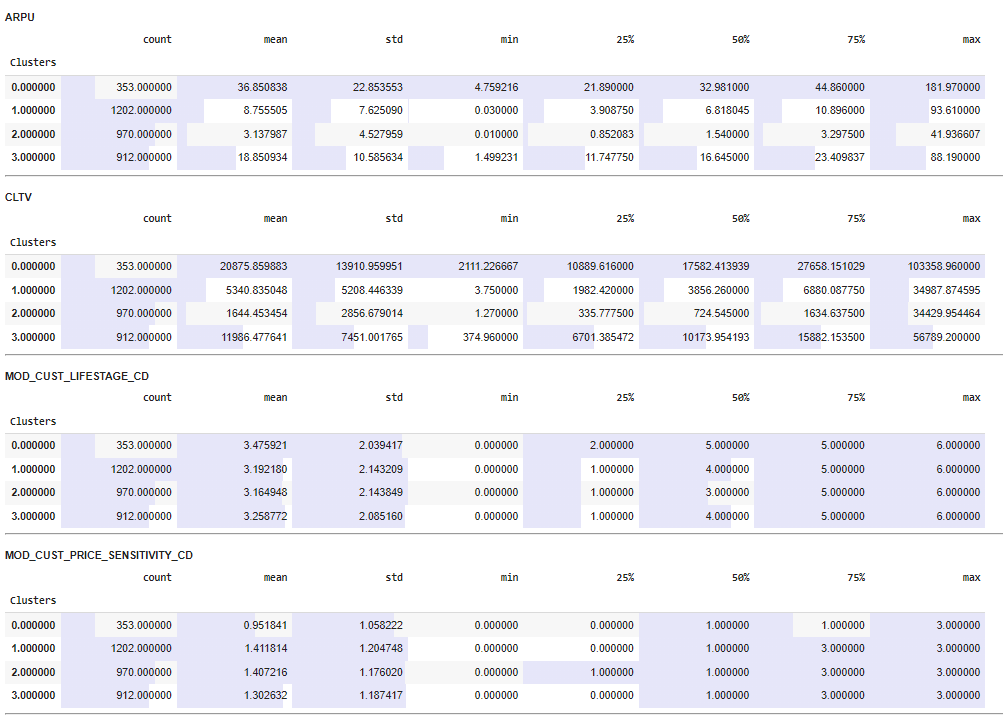 ARPU
count mean std min 25% 50% 75% max
Clusters
0.000000 353.000000 36.850838 22.853553 4.759216 21.890000 32.981000 44.860000 181.970000
1.000000 1202.000000 8.755505 7.625090 0.030000 3.908750 6.818045 10.896000 93.610000
2.000000 970.000000 3.137987 4.527959 0.010000 0.852083 1.540000 3.297500 41.936607
3.000000 912.000000 18.850934 10.585634 1.499231 11.747750 16.645000 23.409837 88.190000
CLTV
count mean std min 25% 50% 75% max
Clusters
0.000000 353.000000 20875.859883 13910.959951 2111.226667 10889.616000 17582.413939 27658.151029 103358.960000
1.000000 1202.000000 5340.835048 5208.446339 3.750000 1982.420000 3856.260000 6880.087750 34987.874595
2.000000 970.000000 1644.453454 2856.679014 1.270000 335.777500 724.545000 1634.637500 34429.954464
3.000000 912.000000 11986.477641 7451.001765 374.960000 6701.385472 10173.954193 15882.153500 56789.200000
MOD_CUST_LIFESTAGE_CD
count mean std min 25% 50% 75% max
Clusters
0.000000 353.000000 3.475921 2.039417 0.000000 2.000000 5.000000 5.000000 6.000000
1.000000 1202.000000 3.192180 2.143209 0.000000 1.000000 4.000000 5.000000 6.000000
2.000000 970.000000 3.164948 2.143849 0.000000 1.000000 3.000000 5.000000 6.000000
3.000000 912.000000 3.258772 2.085160 0.000000 1.000000 4.000000 5.000000 6.000000
MOD_CUST_PRICE_SENSITIVITY_CD
count mean std min 25% 50% 75% max
Clusters
0.000000 353.000000 0.951841 1.058222 0.000000 0.000000 1.000000 1.000000 3.000000
1.000000 1202.000000 1.411814 1.204748 0.000000 0.000000 1.000000 3.000000 3.000000
2.000000 970.000000 1.407216 1.176020 0.000000 1.000000 1.000000 3.000000 3.000000
3.000000 912.000000 1.302632 1.187417 0.000000 0.000000 1.000000 3.000000 3.000000